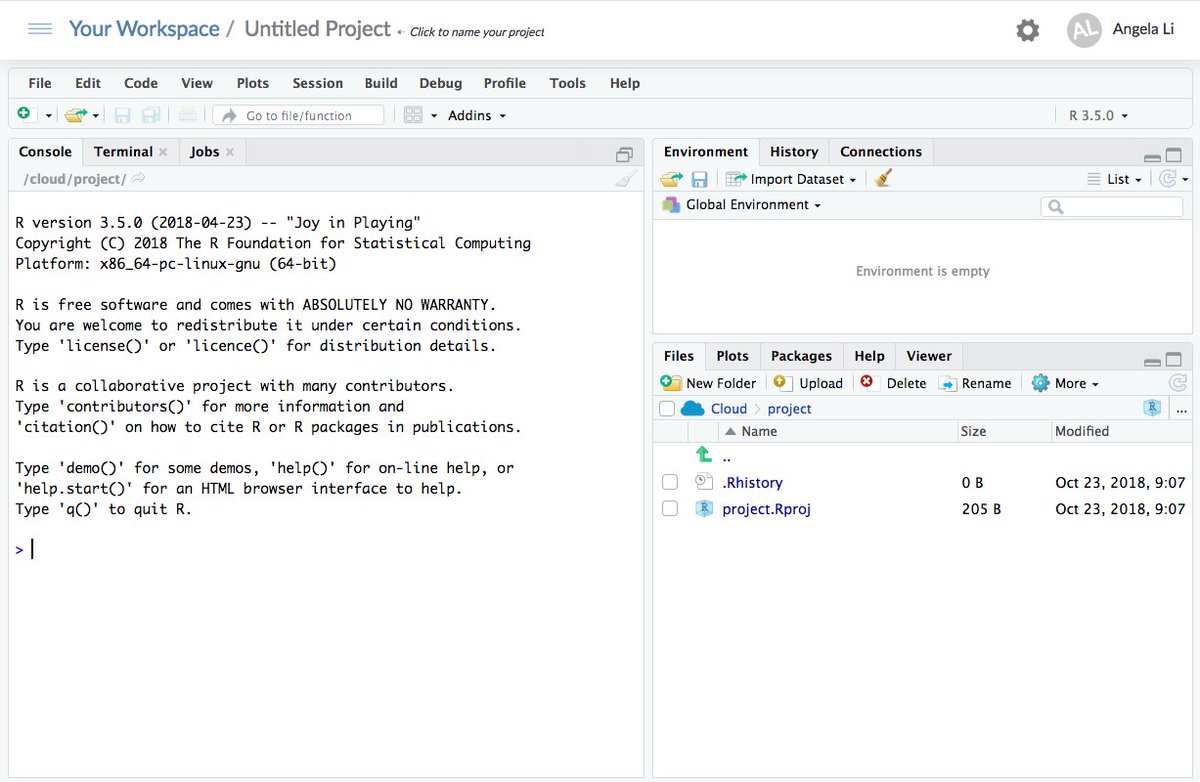 Your Workspace / Untitled Project Click to name your project
AL Angela Li
File Edit Code View Plots Session Build Debug Profile Tools Help
Go to file/function Addins R 3.5.0
Console Terminal Jobs
/cloud/project/
R version 3.5.0 (2018-04-23) -- "Joy in Playing"
Copyright (C) 2018 The R Foundation for Statistical Computing
Platform: x86_64-pc-linux-gnu (64-bit)
R is free software and comes with ABSOLUTELY NO WARRANTY.
You are welcome to redistribute it under certain conditions.
Type 'license()' or 'licence()' for distribution details.
R is a collaborative project with many contributors.
Type 'contributors()' for more information and
'citation()' on how to cite R or R packages in publications.
Type 'demo()' for some demos, 'help()' for on-line help, or
'help.start()' for an HTML browser interface to help.
Type 'q()' to quit R.
>
Environment History Connections
Import Dataset List
Global Environment
Environment is empty
Files Plots Packages Help Viewer
New Folder Upload Delete Rename More
Cloud project R ...
Name Size Modified
..
.Rhistory 0 B Oct 23, 2018, 9:07
R project.Rproj 205 B Oct 23, 2018, 9:07